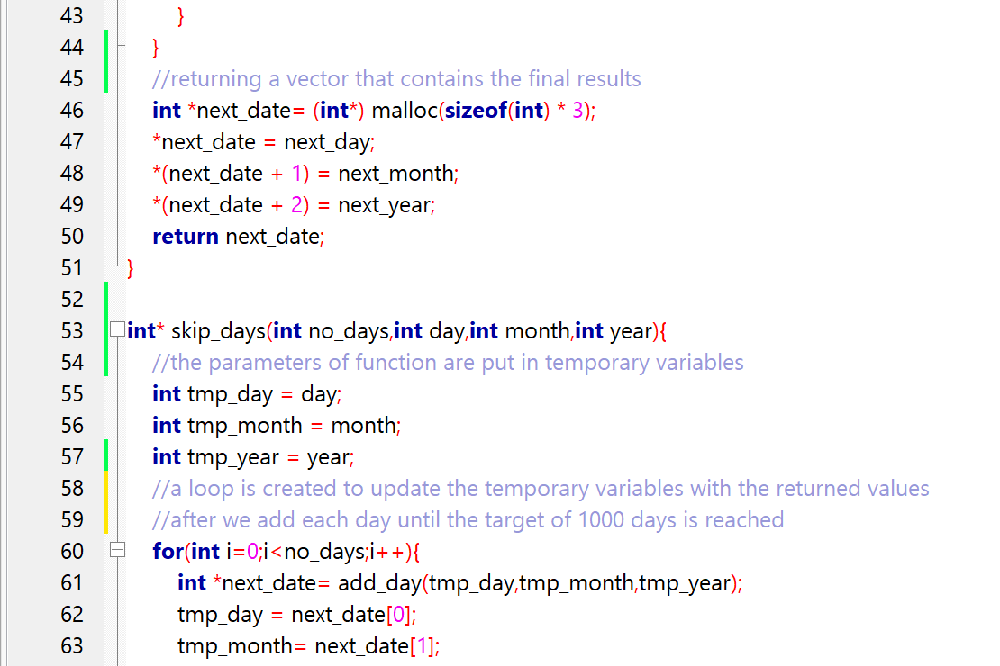 43 }
44 }
45 //returning a vector that contains the final results
46 int *next_date= (int*) malloc(sizeof(int) * 3);
47 *next_date = next_day;
48 *(next_date + 1) = next_month;
49 *(next_date + 2) = next_year;
50 return next_date;
51 }
52
53 int* skip_days(int no_days,int day,int month,int year){
54 //the parameters of function are put in temporary variables
55 int tmp_day = day;
56 int tmp_month = month;
57 int tmp_year = year;
58 //a loop is created to update the temporary variables with the returned values
59 //after we add each day until the target of 1000 days is reached
60 for(int i=0;i<no_days;i++){
61 int *next_date= add_day(tmp_day,tmp_month,tmp_year);
62 tmp_day = next_date[0];
63 tmp_month= next_date[1];